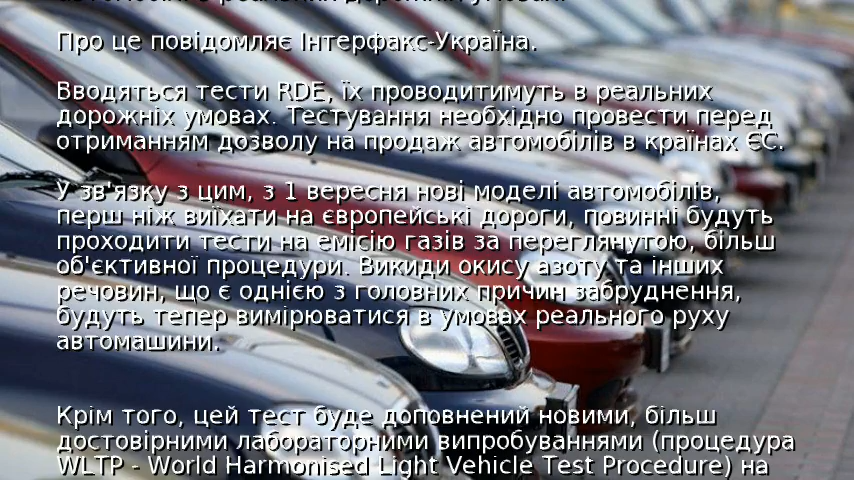 Про це повідомляє Інтерфакс-Україна.
Вводяться тести RDE, їх проводитимуть в реальних
дорожніх умовах. Тестування необхідно провести перед
отриманням дозволу на продаж автомобілів в країнах ЄС.
У зв'язку з цим, з 1 вересня нові моделі автомобілів,
перш ніж виїхати на європейські дороги, повинні будуть
проходити тести на емісію газів за переглянутою, більш
об'єктивної процедури. Викиди окису азоту та інших
речовин, що є однією з головних причин забруднення,
будуть тепер вимірюватися в умовах реального руху
автомашини.
Крім того, цей тест буде доповнений новими, більш
достовірними лабораторними випробуваннями (процедура
WLTP - World Harmonised Light Vehicle Test Procedure) на